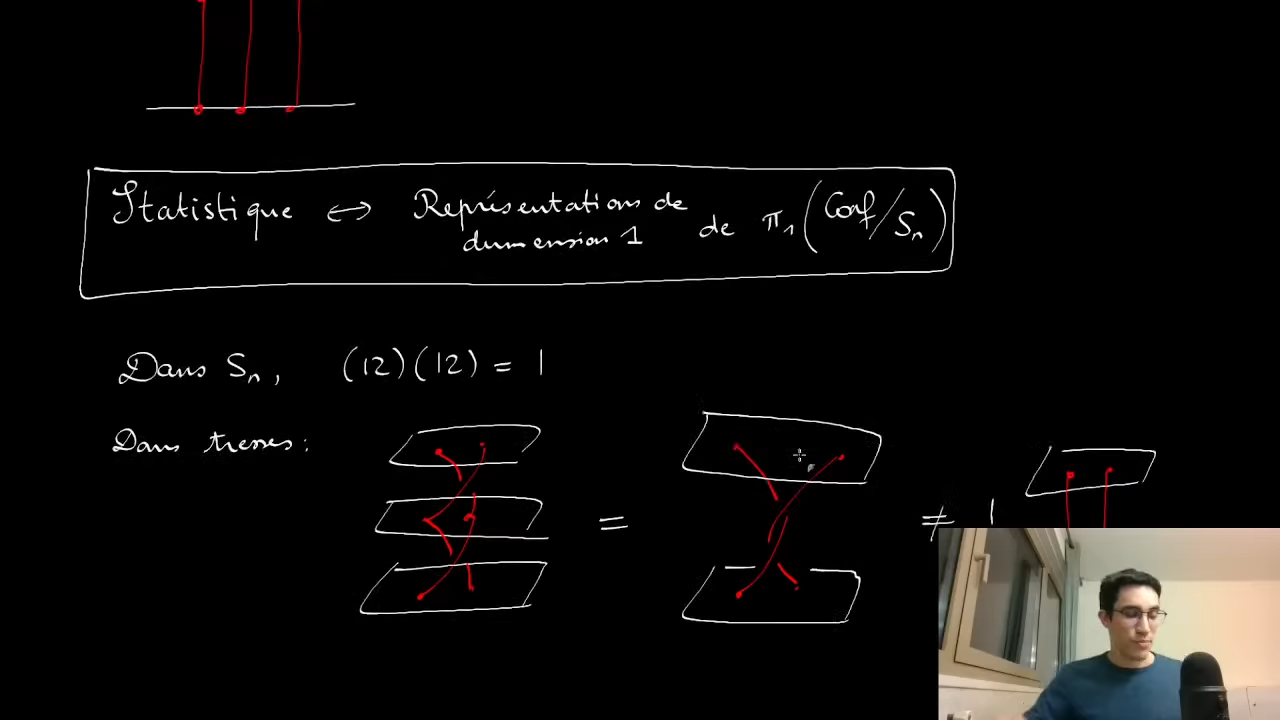 Statistique ↔ Représentations de dimension 1 de π₁(Conf/Sₙ)
Dans Sₙ, (12)(12) = 1
Dans tresses:
= ≠ 1